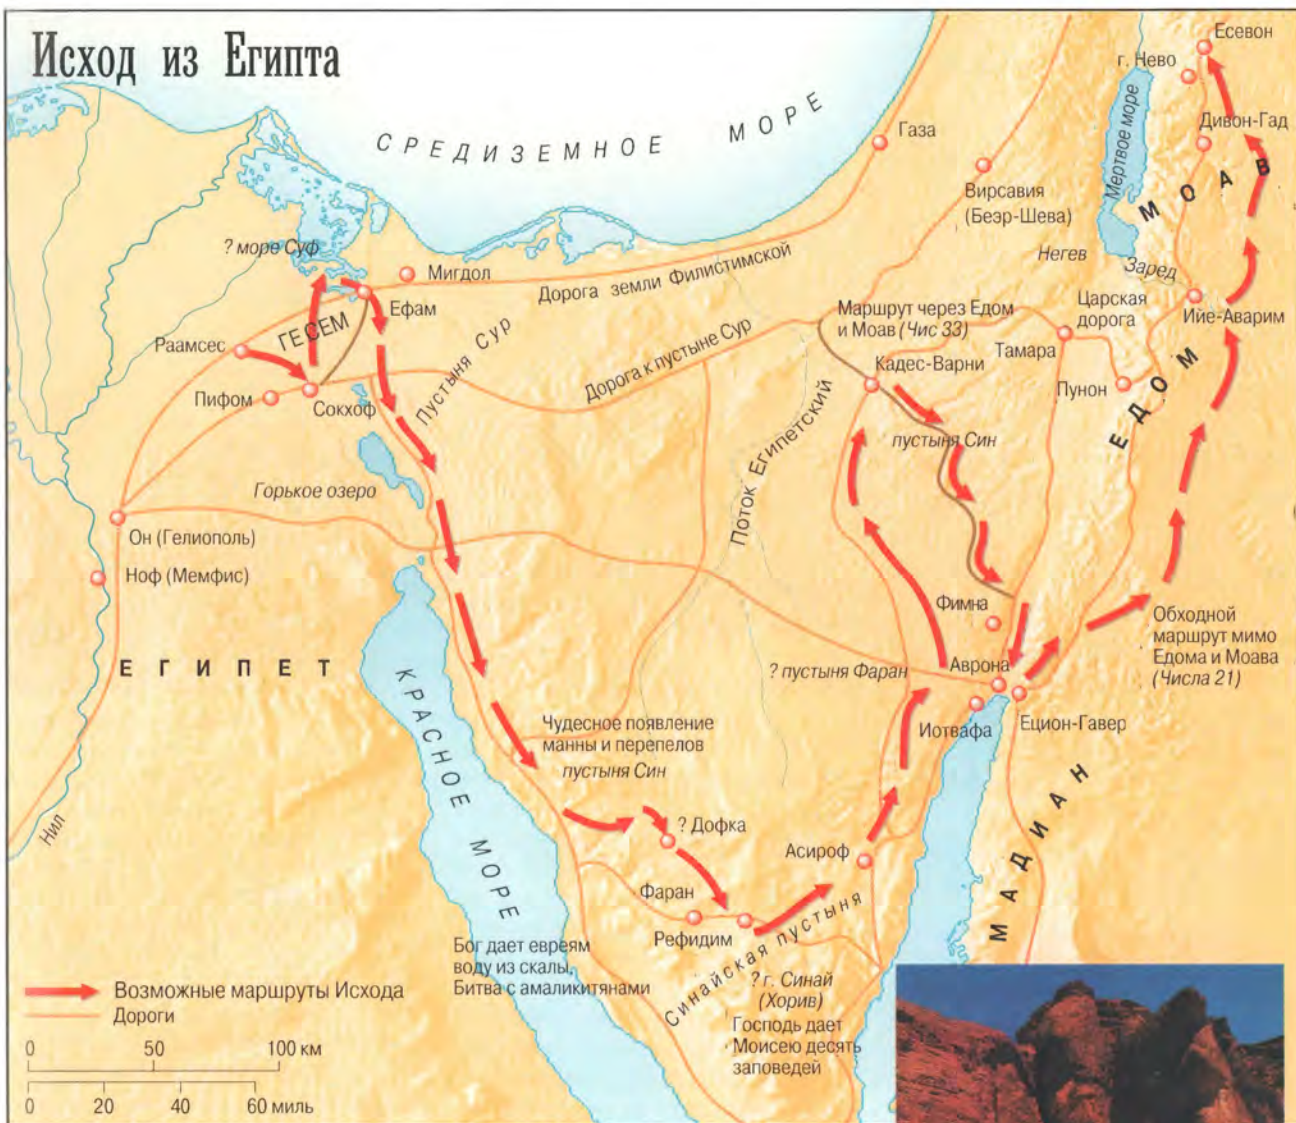 Исход из Египта
СРЕДИЗЕМНОЕ МОРЕ
Есевон
г. Нево
Дивон-Гад
Газа
Мертвое море
Вирсавия
(Беэр-Шева)
МОАВ
? море Суф
Мигдол
Дорога земли Филистимской
Негев
Заред
Ефам
ГЕСЕМ
Раамсес
Пифом
Сокхоф
Пустыня Сур
Дорога к пустыне Сур
Маршрут через Едом
и Моав (Чис 33)
Царская
дорога
Ийе-Аварим
Кадес-Варни
Тамара
Пунон
ЕДОМ
пустыня Син
Поток Египетский
Горькое озеро
Он (Гелиополь)
Ноф (Мемфис)
Фимна
Обходной
маршрут мимо
Едома и Моава
(Числа 21)
ЕГИПЕТ
? пустыня Фаран
Аврона
Иотвафа
Ецион-Гавер
КРАСНОЕ МОРЕ
Чудесное появление
манны и перепелов
пустыня Син
Нил
? Дофка
Асироф
МАДИАН
Фаран
Рефидим
Синайская пустыня
Бог дает евреям
воду из скалы,
Битва с амаликитянами
? г. Синай
(Хорив)
Господь дает
Моисею десять
заповедей
Возможные маршруты Исхода
Дороги
0 50 100 км
0 20 40 60 миль